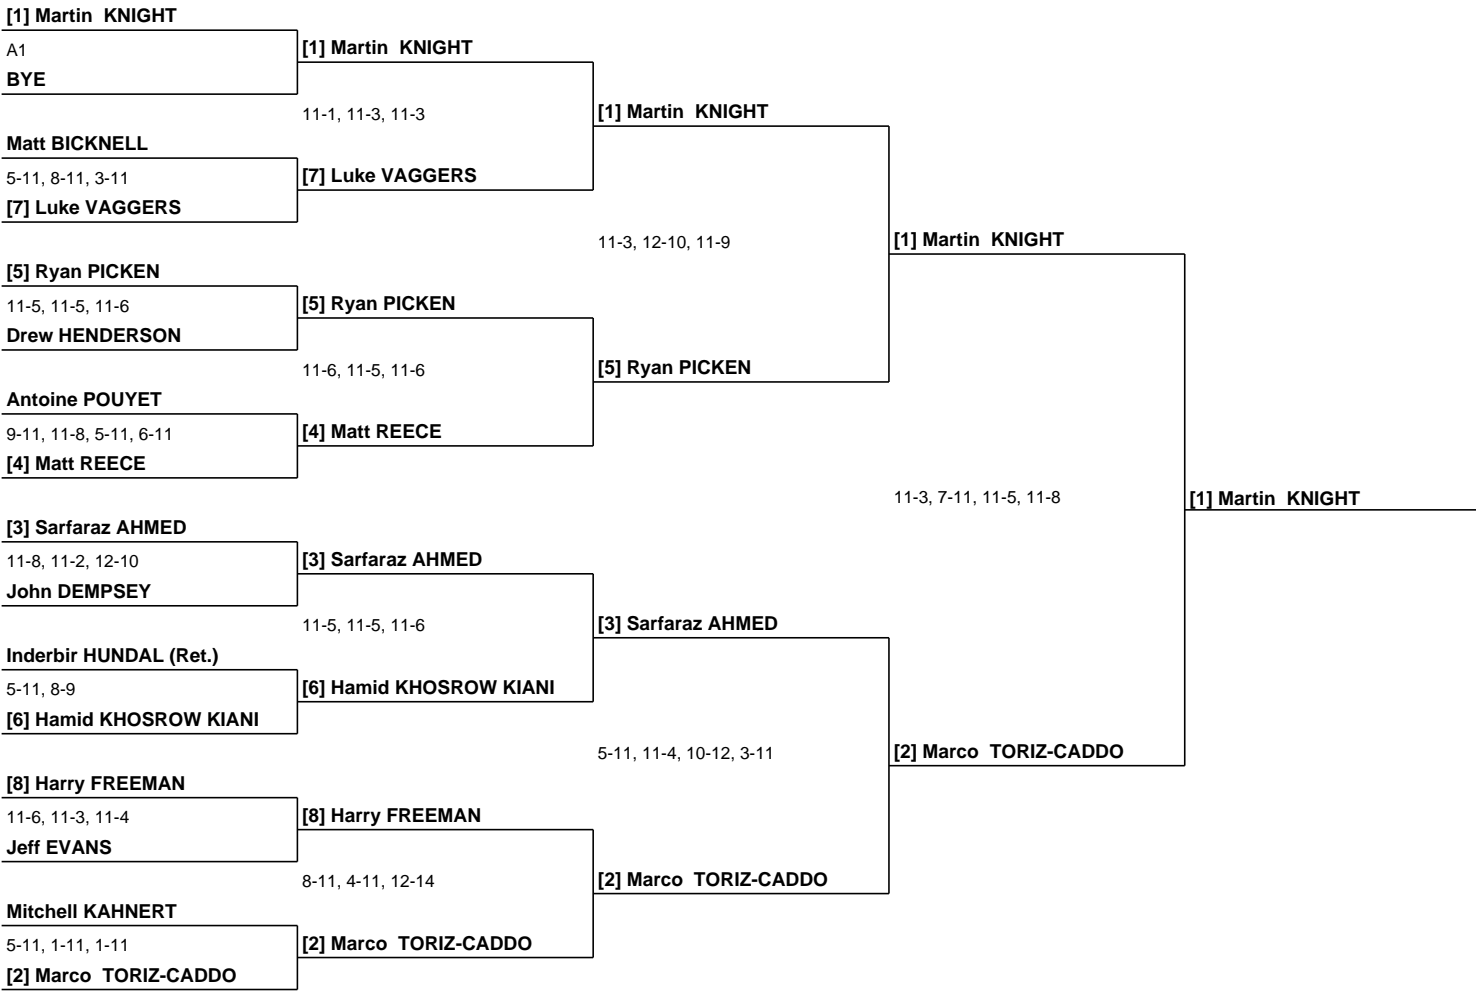 [1] Martin KNIGHT
A1
BYE
Matt BICKNELL
5-11, 8-11, 3-11
[7] Luke VAGGERS
[5] Ryan PICKEN
11-5, 11-5, 11-6
Drew HENDERSON
Antoine POUYET
9-11, 11-8, 5-11, 6-11
[4] Matt REECE
[3] Sarfaraz AHMED
11-8, 11-2, 12-10
John DEMPSEY
Inderbir HUNDAL (Ret.)
5-11, 8-9
[6] Hamid KHOSROW KIANI
[8] Harry FREEMAN
11-6, 11-3, 11-4
Jeff EVANS
Mitchell KAHNERT
5-11, 1-11, 1-11
[2] Marco TORIZ-CADDO
[1] Martin KNIGHT
11-1, 11-3, 11-3
[7] Luke VAGGERS
[5] Ryan PICKEN
11-6, 11-5, 11-6
[4] Matt REECE
[3] Sarfaraz AHMED
11-5, 11-5, 11-6
[6] Hamid KHOSROW KIANI
[8] Harry FREEMAN
8-11, 4-11, 12-14
[2] Marco TORIZ-CADDO
[1] Martin KNIGHT
11-3, 12-10, 11-9
[5] Ryan PICKEN
[3] Sarfaraz AHMED
5-11, 11-4, 10-12, 3-11
[2] Marco TORIZ-CADDO
[1] Martin KNIGHT
11-3, 7-11, 11-5, 11-8
[2] Marco TORIZ-CADDO
[1] Martin KNIGHT